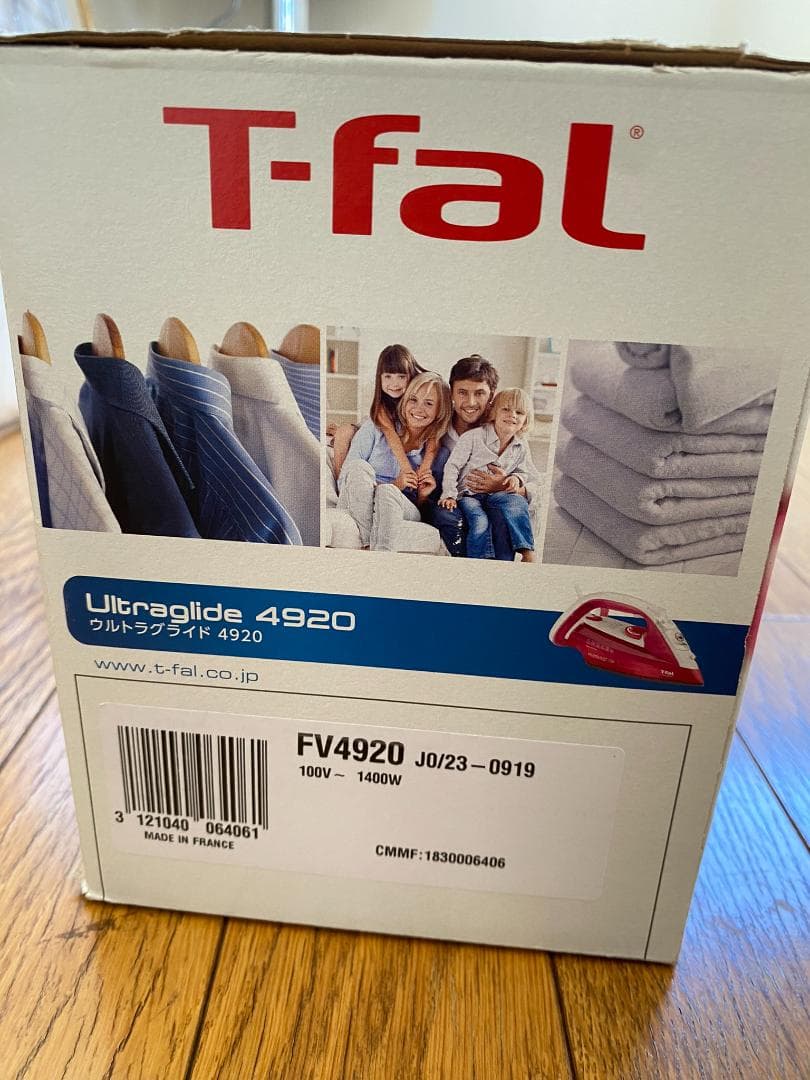 T-fal®
Ultraglide 4920
ウルトラグライド 4920
T-fal
www.t-fal.co.jp
FV4920 J0/23-0919
100V~ 1400W
3 121040 064061
MADE IN FRANCE
CMMF:1830006406